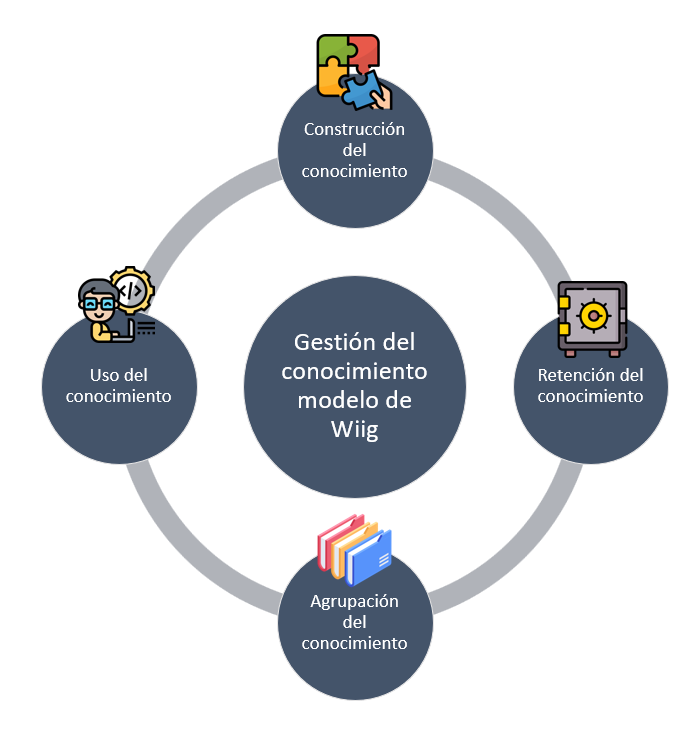 Construcción
del
conocimiento
Uso del
conocimiento
Gestión del
conocimiento
modelo de
Wiig
Retención del
conocimiento
Agrupación
del
conocimiento